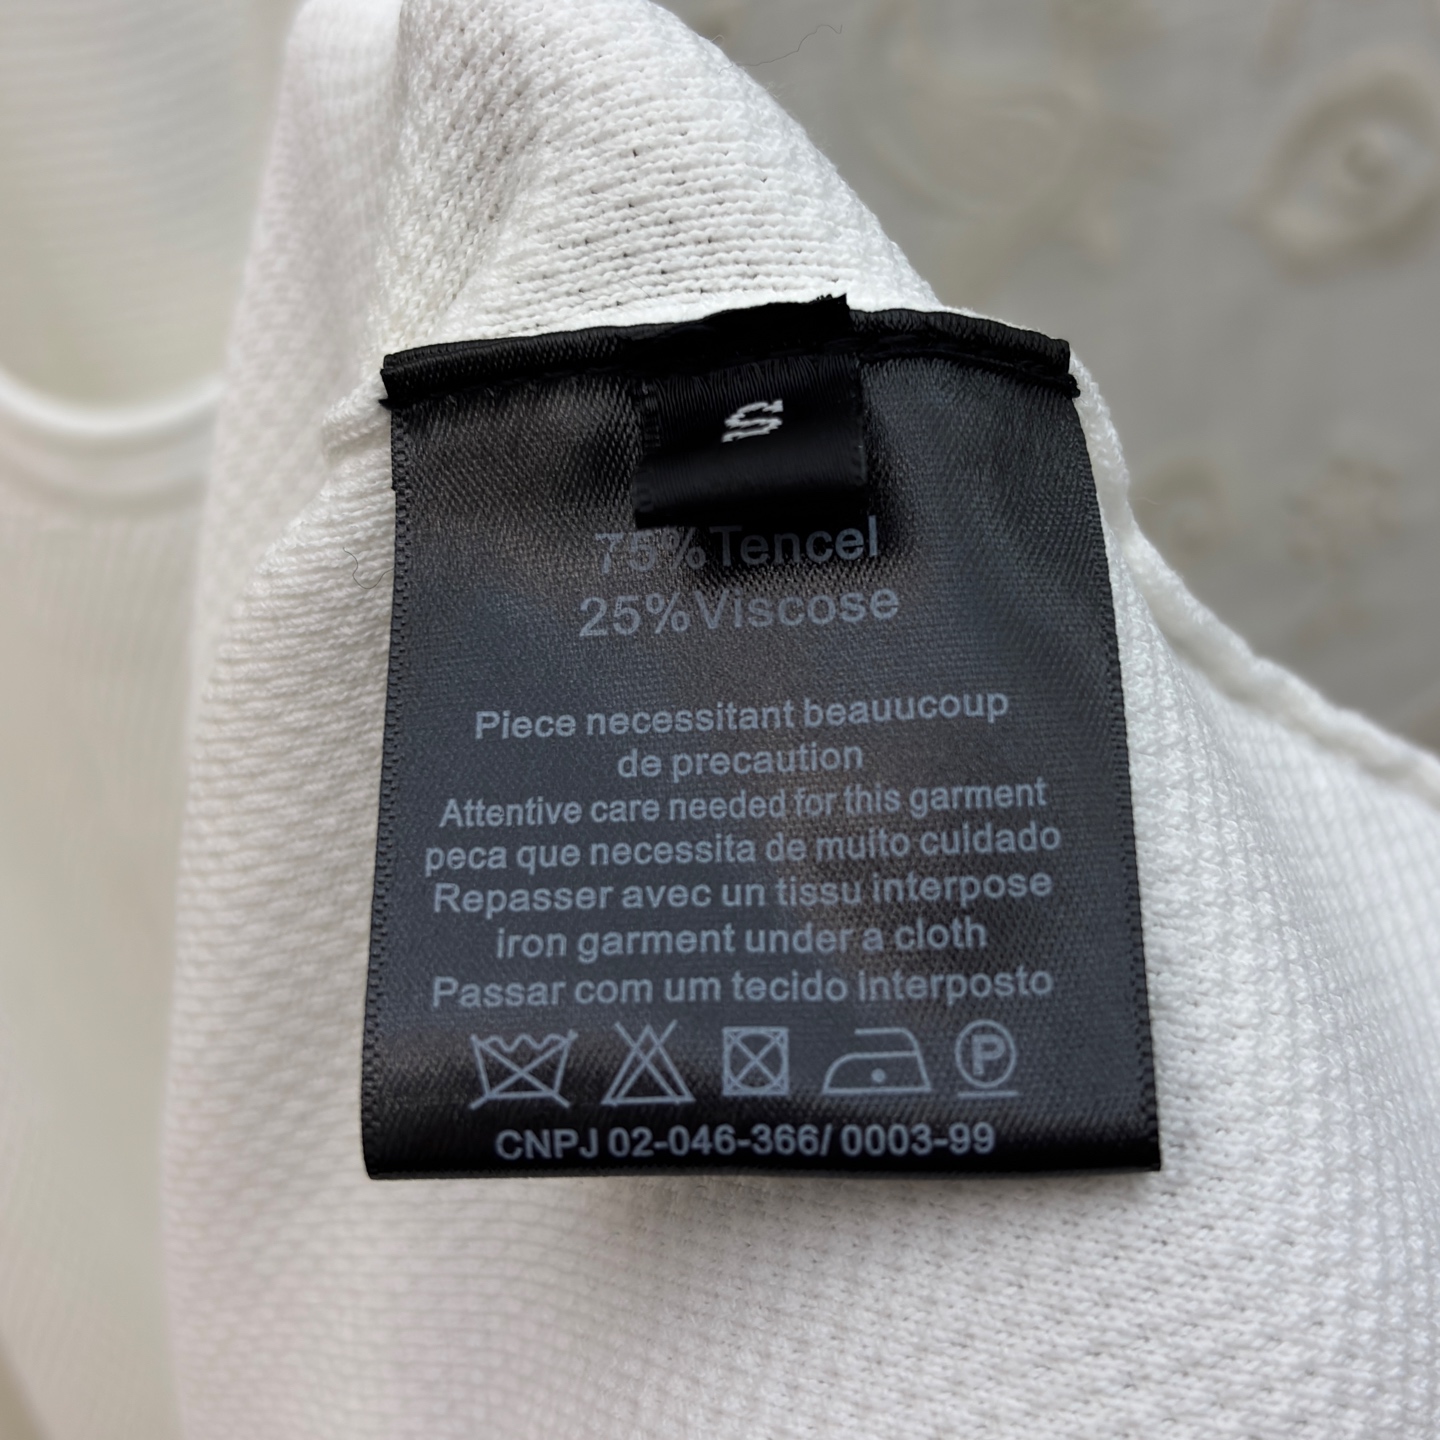 S
75%Tencel
25%Viscose
Piece necessitant beauucoup
de precaution
Attentive care needed for this garment
peca que necessita de muito cuidado
Repasser avec un tissu interpose
iron garment under a cloth
Passar com um tecido interposto
P
CNPJ 02-046-366/ 0003-99